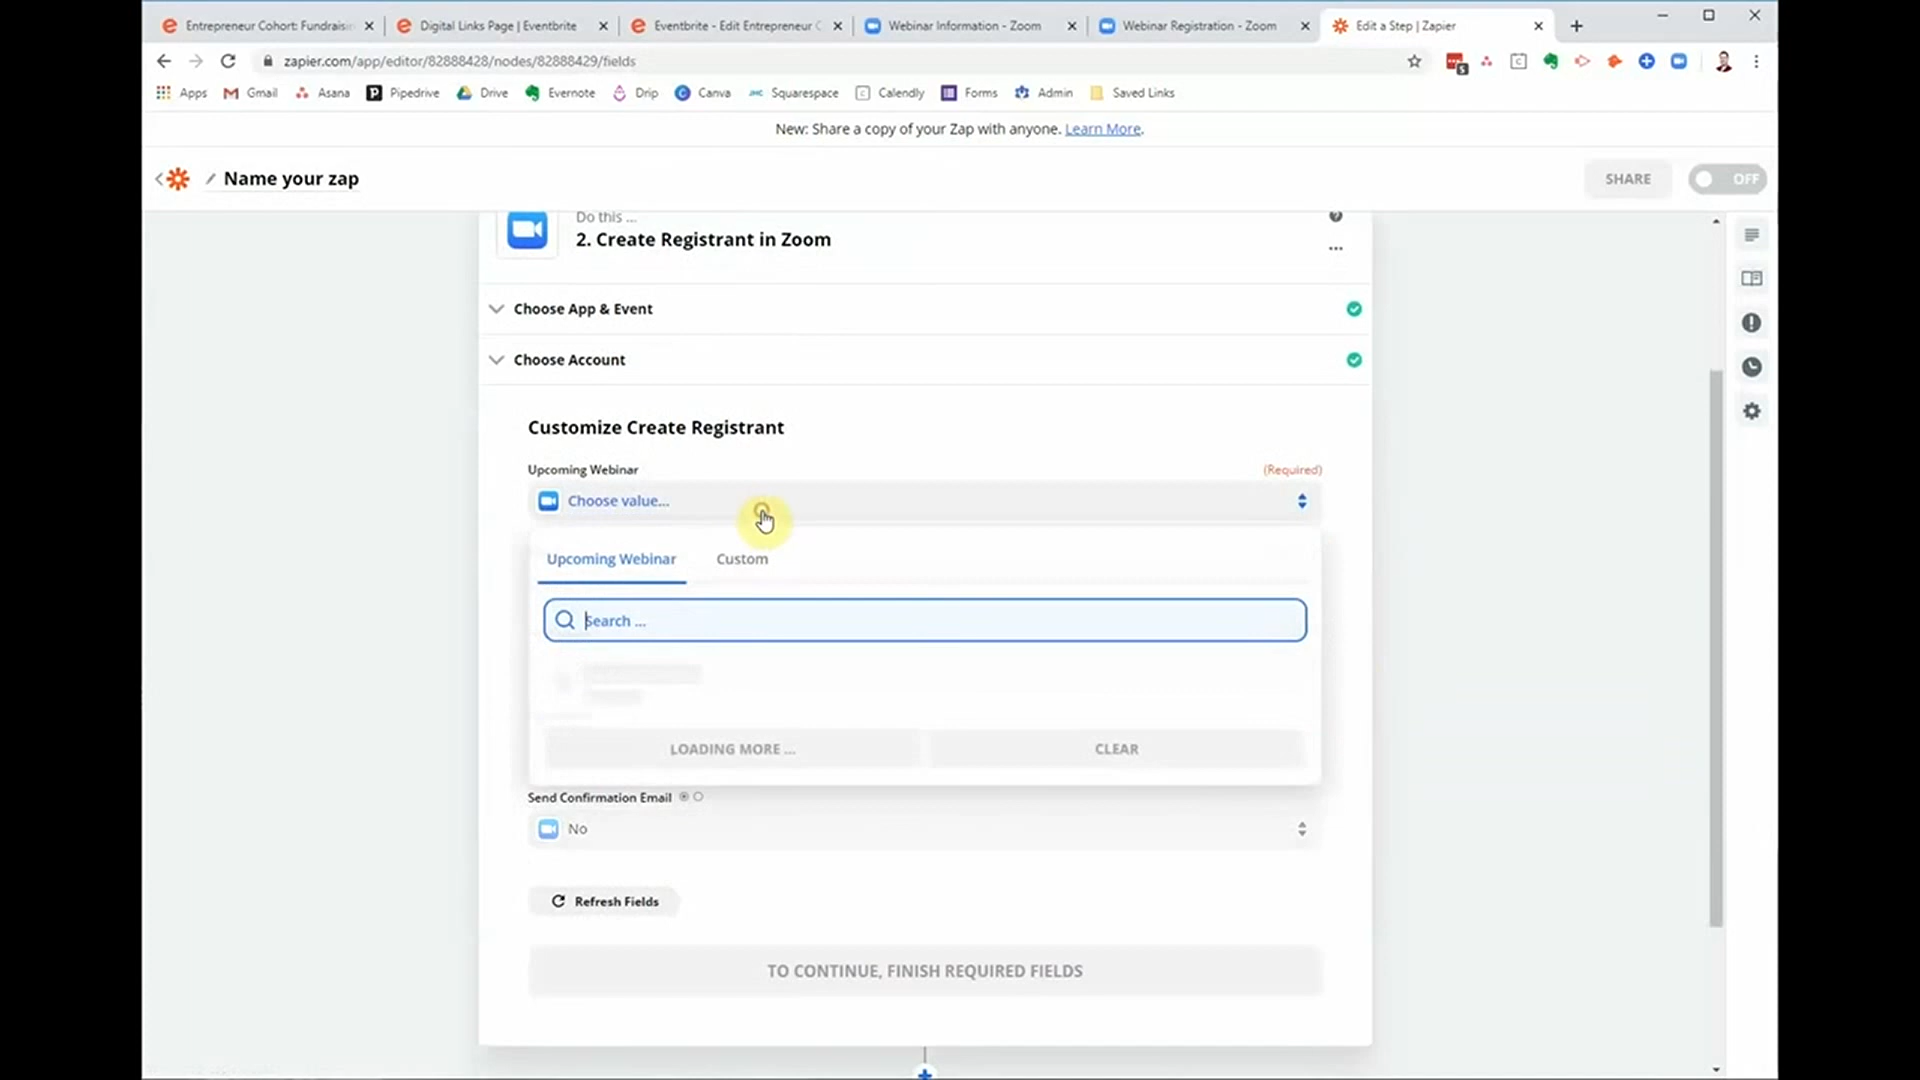 Entrepreneur Cohort: Fundraisi
Digital Links Page | Eventbrite
Eventbrite - Edit Entrepreneur C
Webinar Information - Zoom
Webinar Registration - Zoom
Edit a Step | Zapier
zapier.com/app/editor/82888428/nodes/82888429/fields
5
Apps
Gmail
Asana
Pipedrive
Drive
Evernote
Drip
Canva
Squarespace
Calendly
Forms
Admin
Saved Links
New: Share a copy of your Zap with anyone. Learn More.
Name your zap
SHARE
OFF
Do this ...
2. Create Registrant in Zoom
Choose App & Event
Choose Account
Customize Create Registrant
Upcoming Webinar
(Required)
Choose value...
Upcoming Webinar
Custom
Search ...
LOADING MORE ...
CLEAR
Send Confirmation Email
No
Refresh Fields
TO CONTINUE, FINISH REQUIRED FIELDS